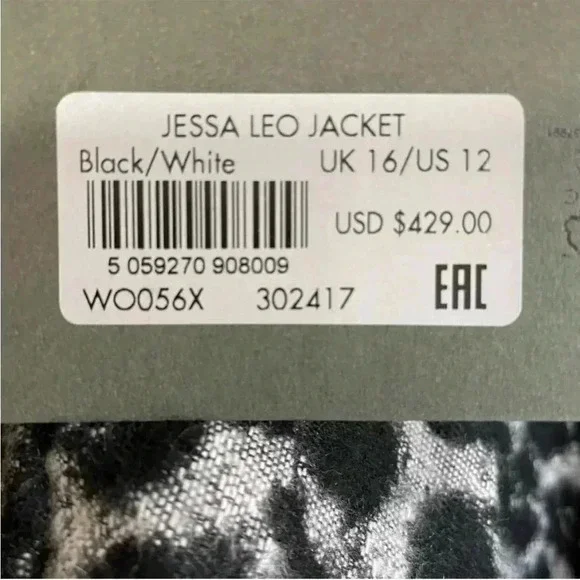 JESSA LEO JACKET
Black/White UK 16/US 12
USD $429.00
5 059270 908009
WO056X 302417 EAC